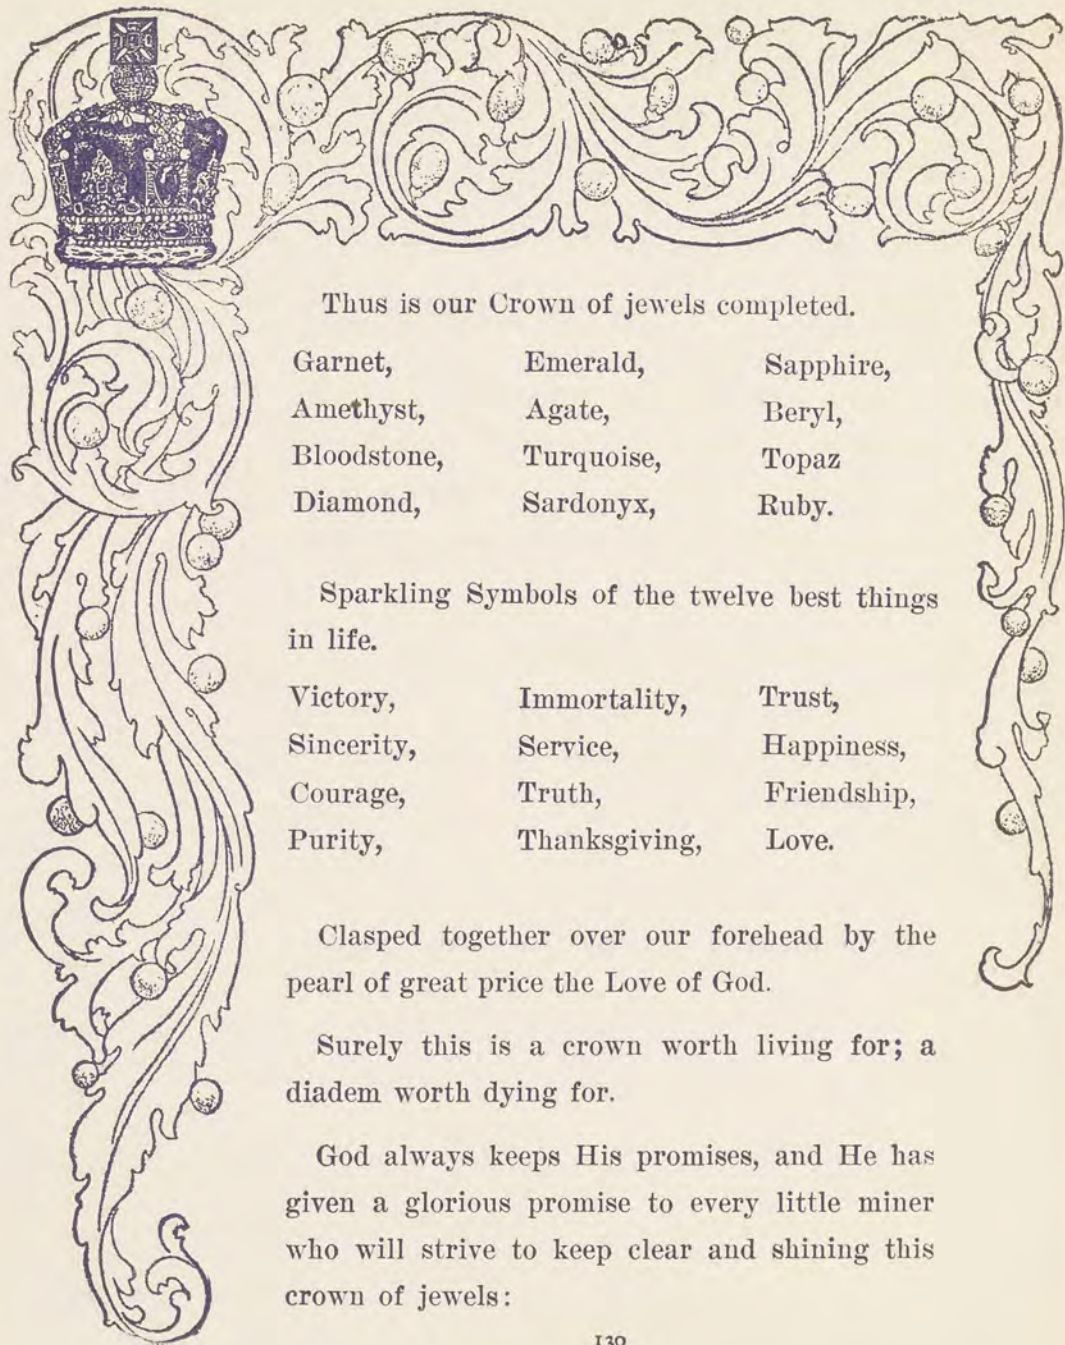 Thus is our Crown of jewels completed.
Garnet, Emerald, Sapphire,
Amethyst, Agate, Beryl,
Bloodstone, Turquoise, Topaz
Diamond, Sardonyx, Ruby.
Sparkling Symbols of the twelve best things
in life.
Victory, Immortality, Trust,
Sincerity, Service, Happiness,
Courage, Truth, Friendship,
Purity, Thanksgiving, Love.
Clasped together over our forehead by the
pearl of great price the Love of God.
Surely this is a crown worth living for; a
diadem worth dying for.
God always keeps His promises, and He has
given a glorious promise to every little miner
who will strive to keep clear and shining this
crown of jewels: